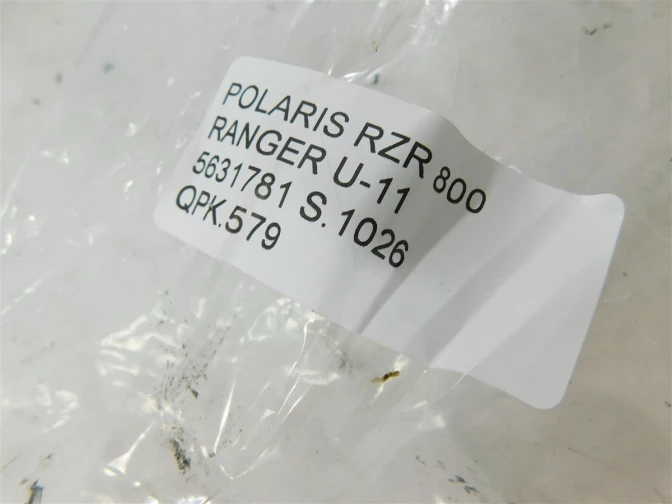 POLARIS RZR 800
RANGER U-11
5631781 S.1026
QPK.579